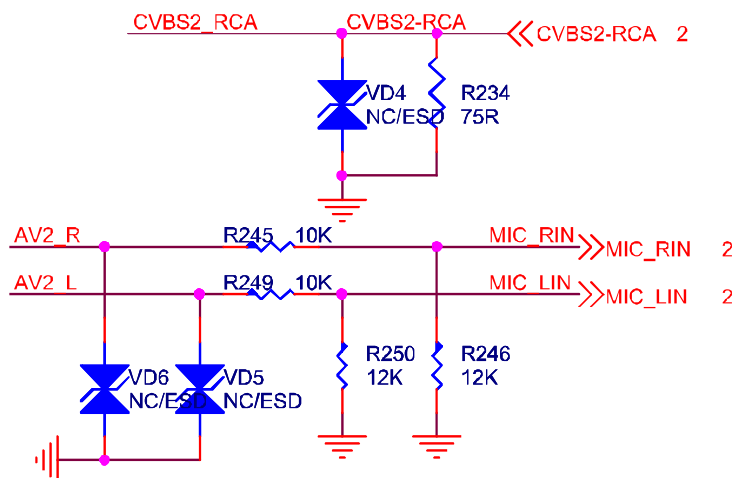 CVBS2_RCA CVBS2-RCA CVBS2-RCA 2
VD4 R234
NC/ESD 75R
AV2_R R245 10K MIC_RIN MIC_RIN 2
AV2_L R249 10K MIC_LIN MIC_LIN 2
VD6 VD5 R250 R246
NC/ESD NC/ESD 12K 12K